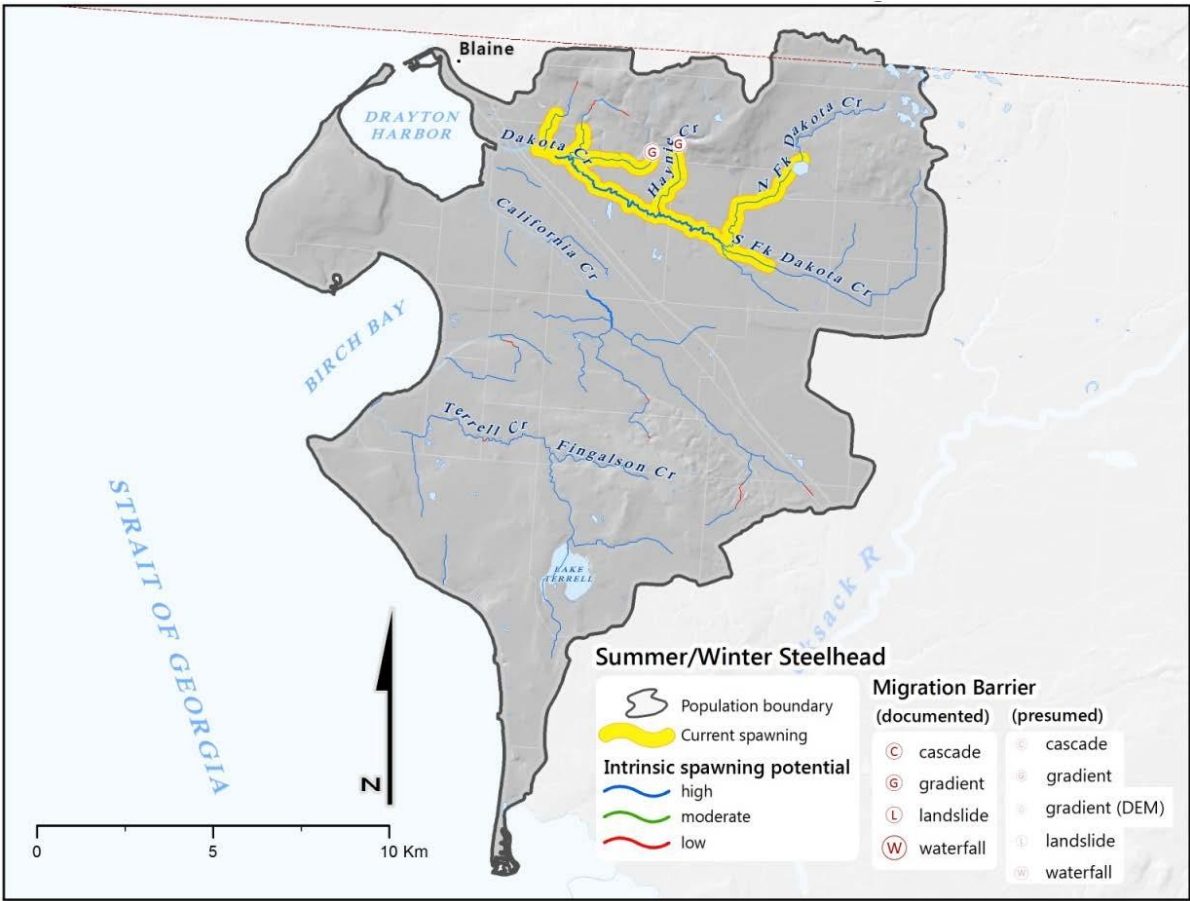 Blaine
DRAYTON
HARBOR
Dakota Cr
Haynie Cr
N Fk Dakota Cr
S Fk Dakota Cr
California Cr
BIRCH BAY
Terrell Cr
Fingalson Cr
LAKE
TERRELL
STRAIT OF GEORGIA
G
G
N
0 5 10 Km
Summer/Winter Steelhead
Population boundary
Current spawning
Intrinsic spawning potential
high
moderate
low
Migration Barrier
(documented)
C cascade
G gradient
L landslide
W waterfall
(presumed)
cascade
gradient
gradient (DEM)
landslide
waterfall